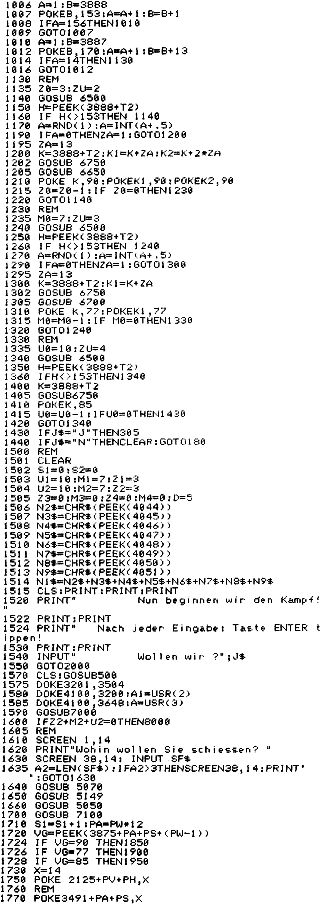 1006 A=1:B=3888
1007 POKEB,153:A=A+1:B=B+1
1008 IFA=156THEN1010
1009 GOTO1007
1010 A=1:B=3887
1012 POKEB,170:A=A+1:B=B+13
1014 IFA=14THEN1130
1016 GOTO1012
1130 REM
1135 Z0=3:ZU=2
1140 GOSUB 6500
1150 H=PEEK(3888+T2)
1160 IF H<>153THEN 1140
1170 A=RND(1):A=INT(A+.5)
1190 IFA=0THENZA=1:GOTO1200
1195 ZA=13
1200 K=3888+T2:K1=K+ZA:K2=K+2*ZA
1202 GOSUB 6750
1205 GOSUB 6650
1210 POKE K,90:POKEK1,90:POKEK2,90
1215 Z0=Z0-1:IF Z0=0THEN1230
1220 GOTO1140
1230 REM
1235 M0=7:ZU=3
1240 GOSUB 6500
1250 H=PEEK(3888+T2)
1260 IF H<>153THEN 1240
1270 A=RND(1):A=INT(A+.5)
1290 IFA=0THENZA=1:GOTO1300
1295 ZA=13
1300 K=3888+T2:K1=K+ZA
1302 GOSUB 6750
1305 GOSUB 6700
1310 POKE K,77:POKEK1,77
1315 M0=M0-1:IF M0=0THEN1330
1320 GOTO1240
1330 REM
1335 U0=10:ZU=4
1340 GOSUB 6500
1350 H=PEEK(3888+T2)
1360 IFH<>153THEN1340
1400 K=3888+T2
1405 GOSUB6750
1410 POKEK,85
1415 U0=U0-1:IFU0=0THEN1430
1420 GOTO1340
1430 IFJ$="J"THEN305
1440 IFJ$="N"THENCLEAR:GOTO180
1500 REM
1501 CLEAR
1502 S1=0:S2=0
1503 U1=10:M1=7:Z1=3
1504 U2=10:M2=7:Z2=3
1505 Z3=0:M3=0:Z4=0:M4=0:D=5
1506 N2$=CHR$(PEEK(4044))
1507 N3$=CHR$(PEEK(4045))
1508 N4$=CHR$(PEEK(4046))
1509 N5$=CHR$(PEEK(4047))
1510 N6$=CHR$(PEEK(4048))
1511 N7$=CHR$(PEEK(4049))
1512 N8$=CHR$(PEEK(4050))
1513 N9$=CHR$(PEEK(4051))
1514 N1$=N2$+N3$+N4$+N5$+N6$+N7$+N8$+N9$
1515 CLS:PRINT:PRINT:PRINT
1520 PRINT"        Nun beginnen wir den Kampf!
"
1522 PRINT:PRINT
1524 PRINT"   Nach jeder Eingabe: Taste ENTER t
ippen!
1530 PRINT:PRINT
1540 INPUT"        Wollen wir ?";J$
1550 GOTO2000
1570 CLS:GOSUB500
1575 DOKE3201,3504
1580 DOKE4100,3200:A1=USR(2)
1585 DOKE4100,3648:A=USR(3)
1590 GOSUB7000
1600 IFZ2+M2+U2=0THEN8000
1605 REM
1610 SCREEN 1,14
1620 PRINT"Wohin wollen Sie schiessen? "
1630 SCREEN 38,14: INPUT SF$
1635 A2=LEN(SF$):IFA2>3THENSCREEN38,14:PRINT"
    ":GOTO1630
1640 GOSUB 5070
1650 GOSUB 5149
1660 GOSUB 5050
1700 GOSUB 7100
1710 S1=S1+1:PA=PW*12
1720 VG=PEEK(3875+PA+PS+(PW-1))
1724 IF VG=90 THEN1850
1726 IF VG=77 THEN1900
1728 IF VG=85 THEN1950
1730 X=14
1750 POKE 2125+PV+PH,X
1760 REM
1770 POKE3491+PA+PS,X